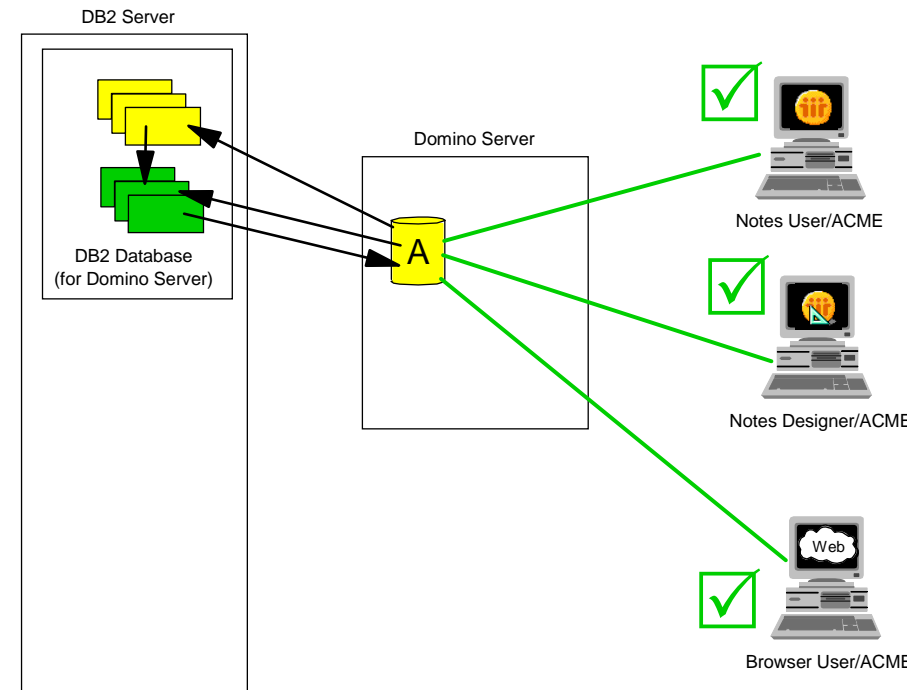 DB2 Server
Domino Server
A
DB2 Database
(for Domino Server)
Notes User/ACME
Notes Designer/ACME
Web
Browser User/ACME